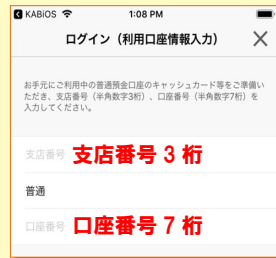 KABiOS 1:08 PM
ログイン（利用口座情報入力）
お手元にご利用中の普通預金口座のキャッシュカード等をご準備い
ただき、支店番号（半角数字3桁）、口座番号（半角数字7桁）を
入力してください。
支店番号 支店番号 3 桁
普通
口座番号 口座番号 7 桁